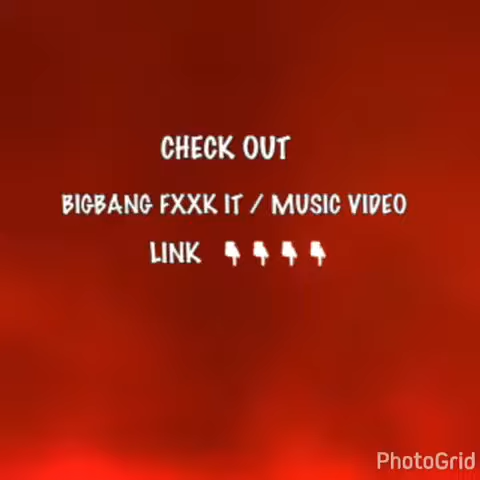 CHECK OUT
BIGBANG FXXK IT / MUSIC VIDEO
LINK 👇👇👇👇
PhotoGrid